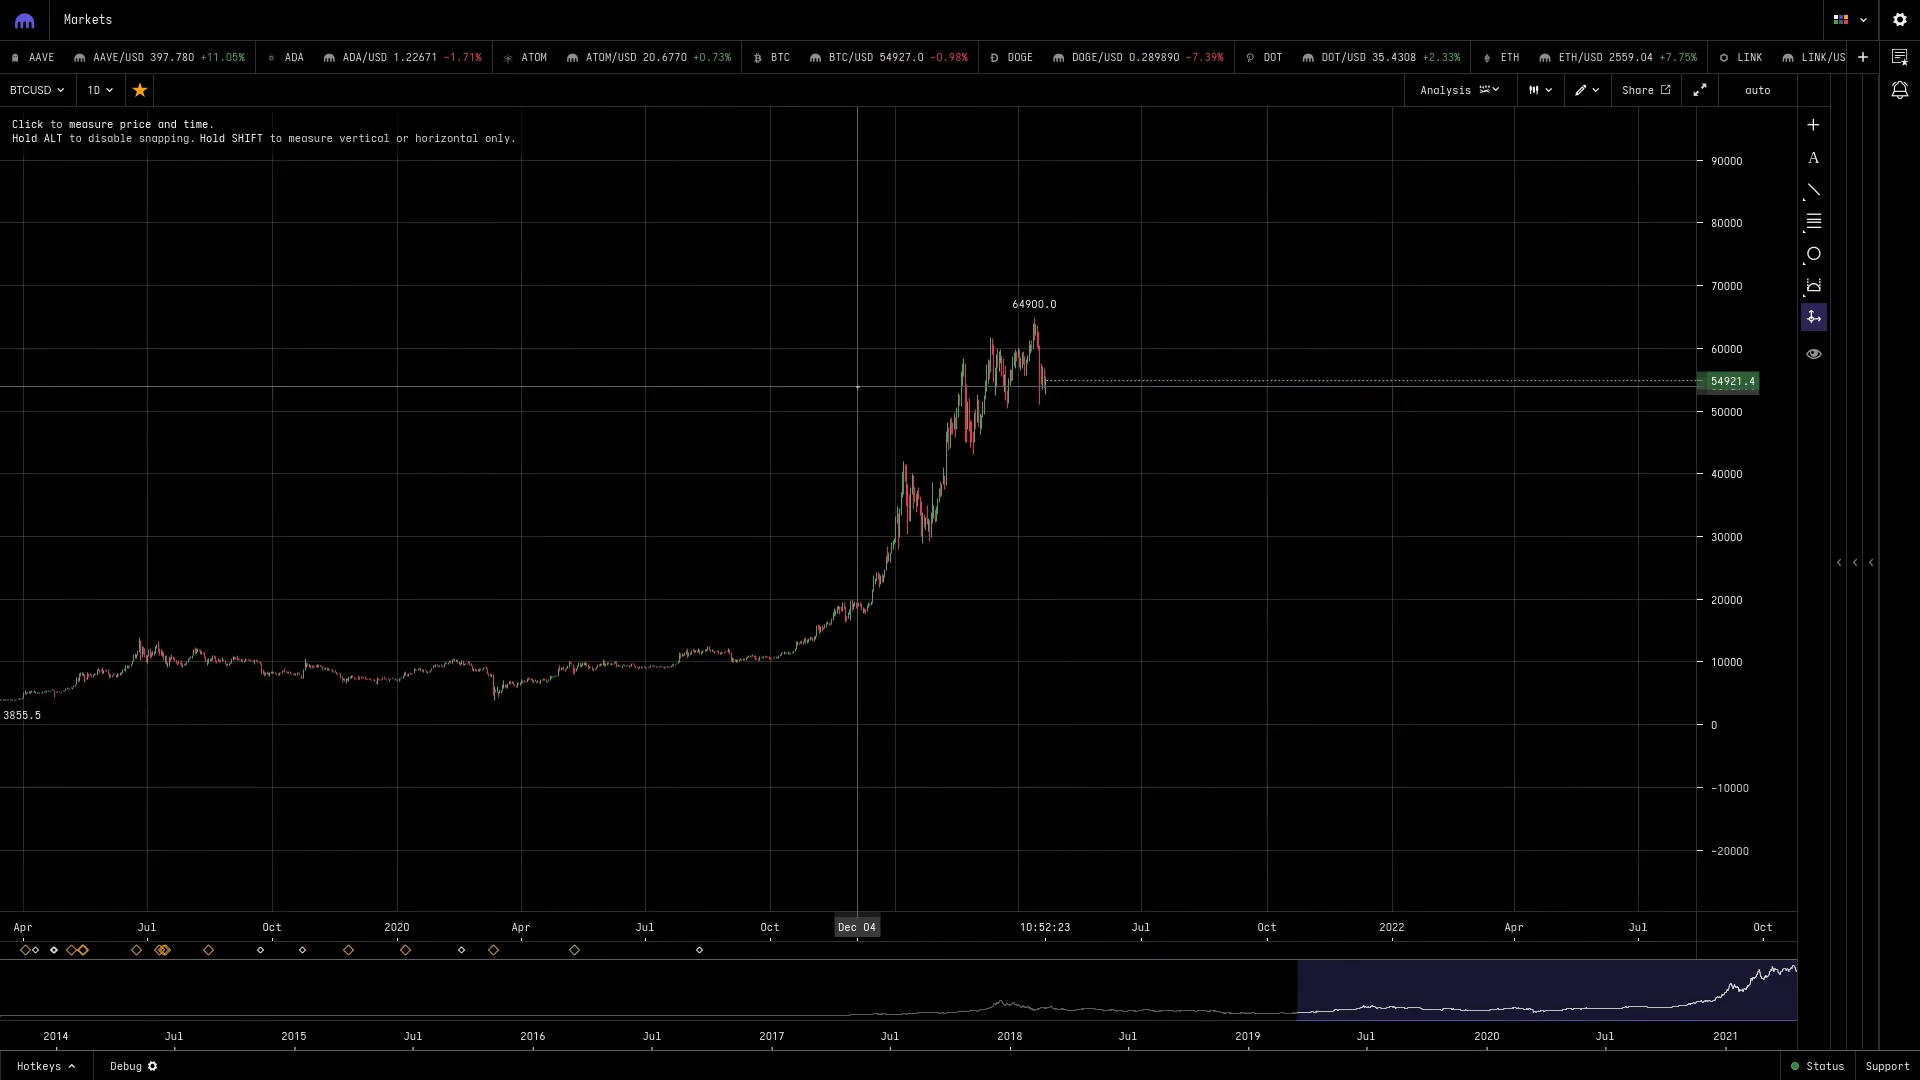 Markets
AAVE AAVE/USD 397.780 +11.05% ADA ADA/USD 1.22671 -1.71% ATOM ATOM/USD 20.6770 +0.73% BTC BTC/USD 54927.0 -0.98% DOGE DOGE/USD 0.289890 -7.39% DOT DOT/USD 35.4308 +2.33% ETH ETH/USD 2559.04 +7.75% LINK LINK/US
BTCUSD 1D Analysis Share auto
Click to measure price and time.
Hold ALT to disable snapping. Hold SHIFT to measure vertical or horizontal only.
90000
80000
70000
64900.0
60000
54921.4
50000
40000
30000
20000
10000
3855.5
0
-10000
-20000
Apr Jul Oct 2020 Apr Jul Oct Dec 04 10:52:23 Jul Oct 2022 Apr Jul Oct
2014 Jul 2015 Jul 2016 Jul 2017 Jul 2018 Jul 2019 Jul 2020 Jul 2021
Hotkeys Debug Status Support